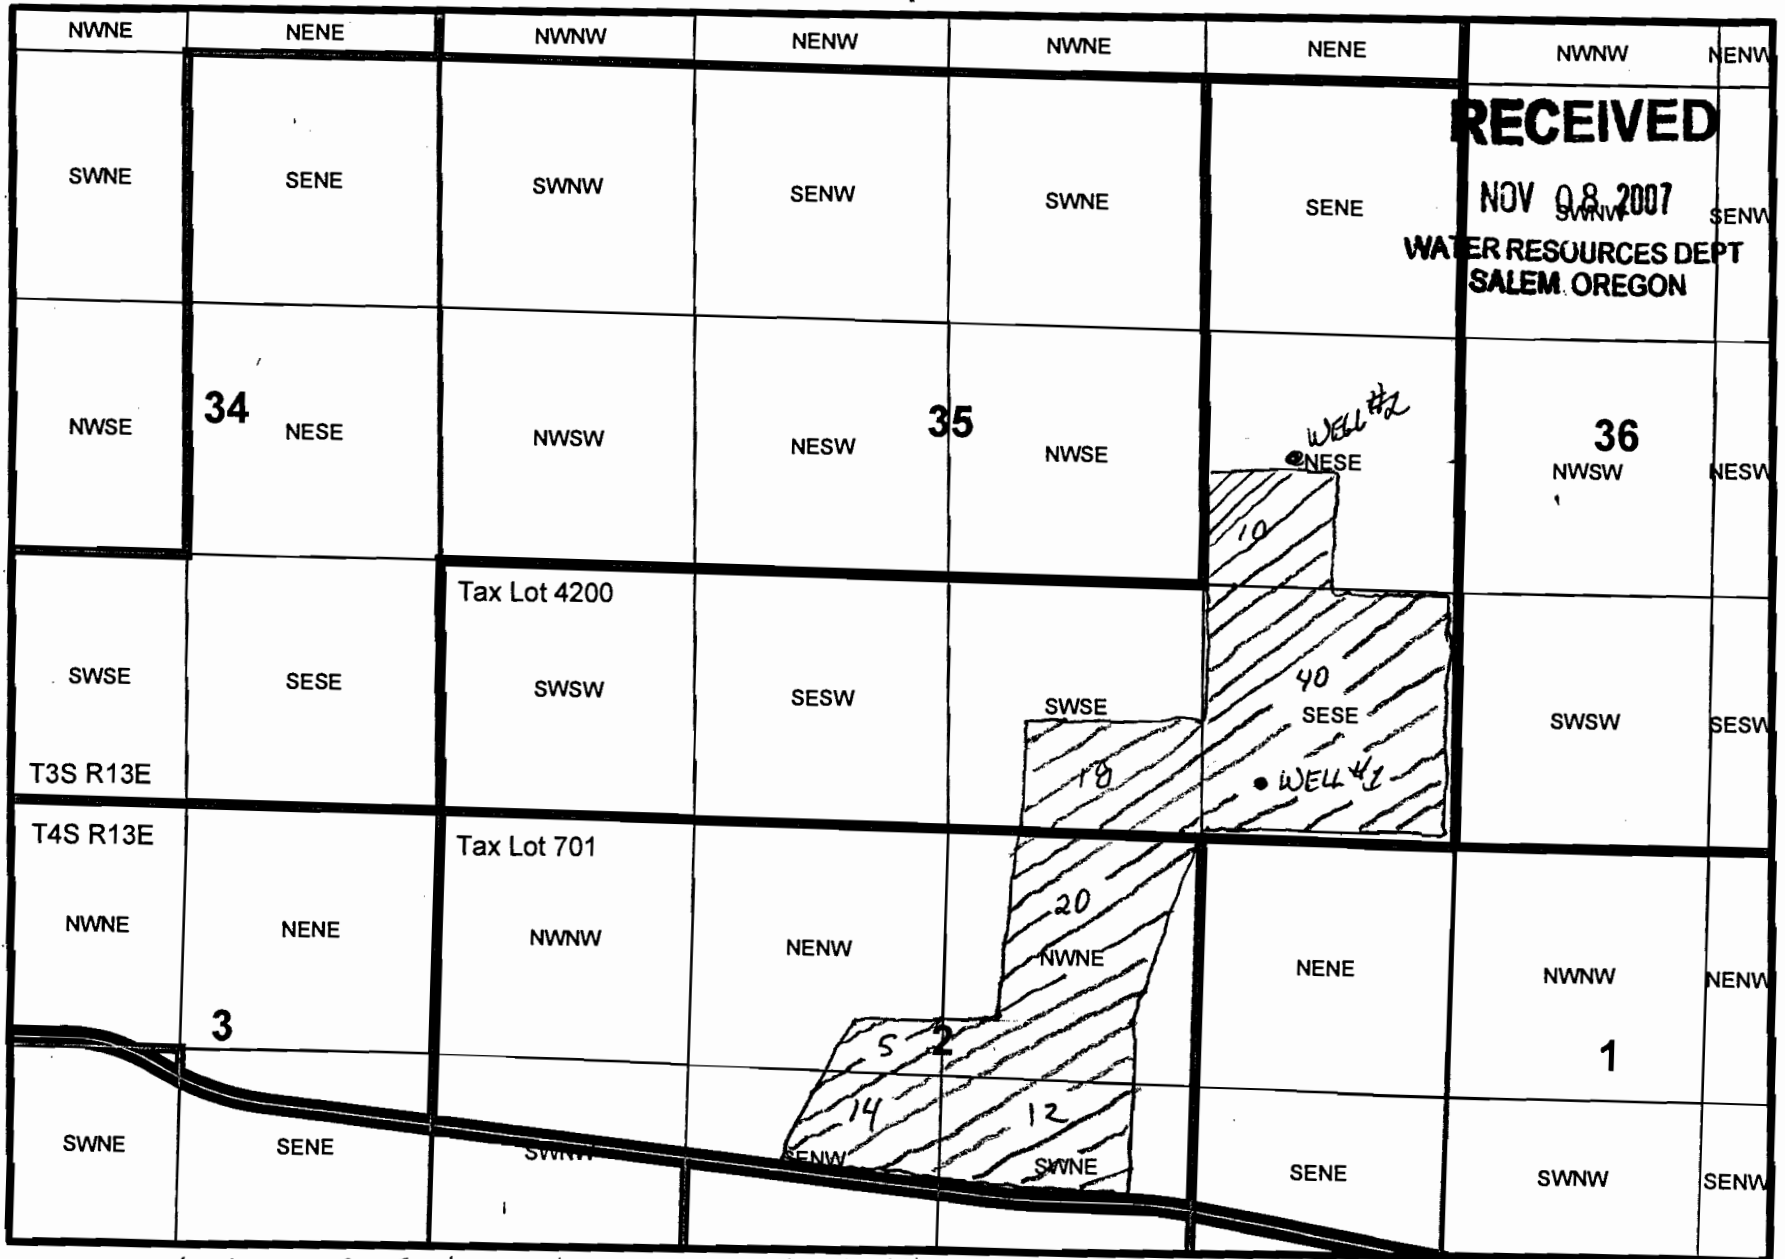 NWNE NENE NWNW NENW NWNE NENE NWNW NENW
RECEIVED
SWNE SENE SWNW SENW SWNE SENE SWNW SENW
NOV 08 2007
WATER RESOURCES DEPT
SALEM. OREGON
34 35 36
WELL #2
NWSE NESE NWSW NESW NWSE NESE NWSW NESW
10
Tax Lot 4200
40
SWSE SESE SWSW SESW SWSE SESE SWSW SESW
T3S R13E
18
WELL #1
T4S R13E
Tax Lot 701
20
NWNE NENE NWNW NENW NWNE NENE NWNW NENW
3 2 1
5
14 12
SWNE SENE SWNW SENW SWNE SENE SWNW SENW